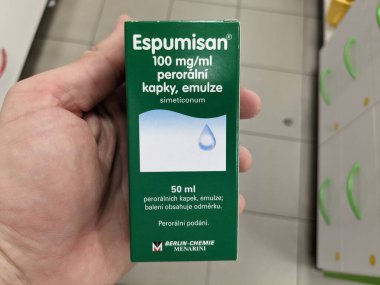 Espumisan®
100 mg/ml
perorální
kapky, emulze
simeticonum
50 ml
perorálních kapek, emulze;
balení obsahuje odměrku.
Perorální podání.
M BERLIN-CHEMIE
MENARINI